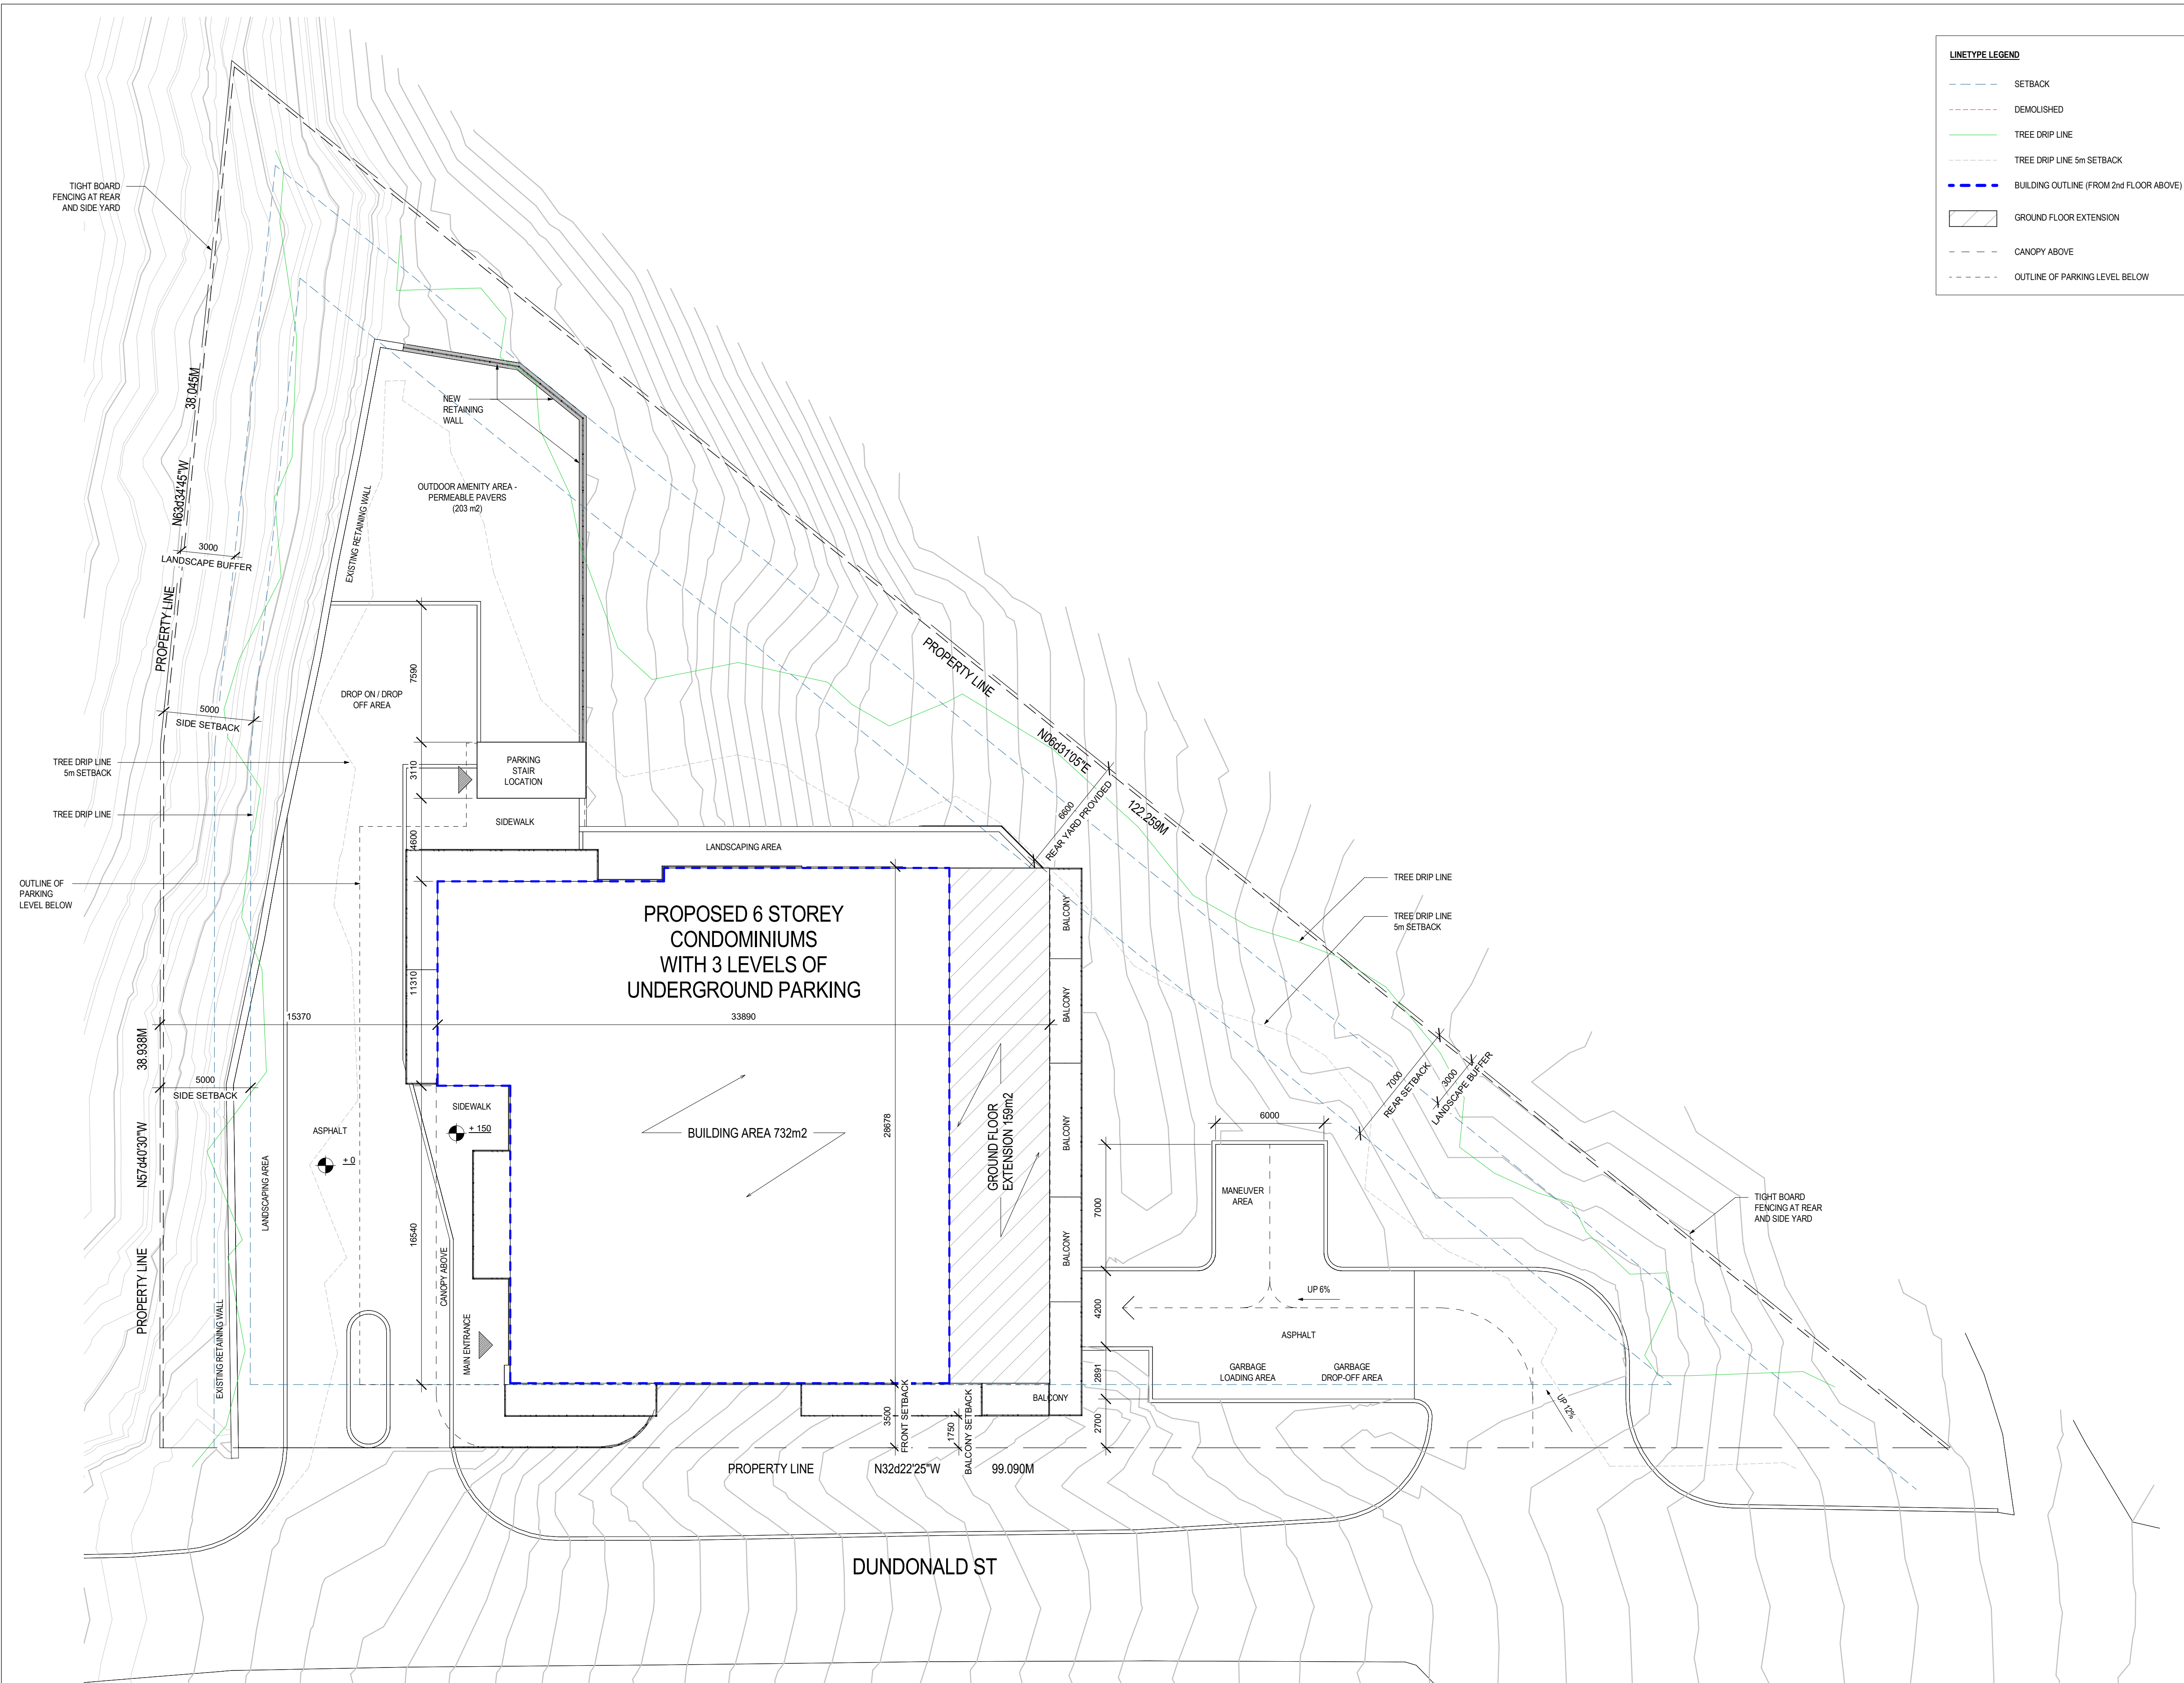 LINETYPE LEGEND
SETBACK
DEMOLISHED
TREE DRIP LINE
TREE DRIP LINE 5m SETBACK
BUILDING OUTLINE (FROM 2nd FLOOR ABOVE)
GROUND FLOOR EXTENSION
CANOPY ABOVE
OUTLINE OF PARKING LEVEL BELOW
TIGHT BOARD
FENCING AT REAR
AND SIDE YARD
38.045M
N63d34'45"W
3000
LANDSCAPE BUFFER
PROPERTY LINE
5000
SIDE SETBACK
EXISTING RETAINING WALL
NEW
RETAINING
WALL
OUTDOOR AMENITY AREA -
PERMEABLE PAVERS
(203 m2)
7590
DROP ON / DROP
OFF AREA
3110
PARKING
STAIR
LOCATION
TREE DRIP LINE
5m SETBACK
TREE DRIP LINE
SIDEWALK
4600
LANDSCAPING AREA
OUTLINE OF
PARKING
LEVEL BELOW
PROPERTY LINE
N06d31'05"E
122.259M
6600
REAR YARD PROVIDED
TREE DRIP LINE
TREE DRIP LINE
5m SETBACK
PROPOSED 6 STOREY
CONDOMINIUMS
WITH 3 LEVELS OF
UNDERGROUND PARKING
BALCONY
BALCONY
BALCONY
BALCONY
BALCONY
11310
15370
33890
38.938M
5000
SIDE SETBACK
N57d40'30"W
PROPERTY LINE
EXISTING RETAINING WALL
LANDSCAPING AREA
ASPHALT
+ 0
SIDEWALK
+ 150
16540
CANOPY ABOVE
MAIN ENTRANCE
BUILDING AREA 732m2
28678
GROUND FLOOR
EXTENSION 159m2
7000
REAR SETBACK
3000
LANDSCAPE BUFFER
6000
MANEUVER
AREA
7000
4200
2891
2700
UP 6%
ASPHALT
GARBAGE
LOADING AREA
GARBAGE
DROP-OFF AREA
UP 12%
TIGHT BOARD
FENCING AT REAR
AND SIDE YARD
3500
FRONT SETBACK
1750
BALCONY SETBACK
PROPERTY LINE
N32d22'25"W
99.090M
DUNDONALD ST